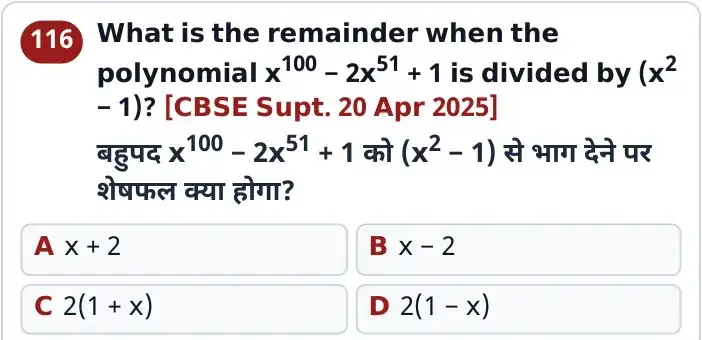 116 What is the remainder when the
polynomial x¹⁰⁰ − 2x⁵¹ + 1 is divided by (x²
− 1)? [CBSE Supt. 20 Apr 2025]
बहुपद x¹⁰⁰ − 2x⁵¹ + 1 को (x² − 1) से भाग देने पर
शेषफल क्या होगा?
A x + 2 B x − 2
C 2(1 + x) D 2(1 − x)